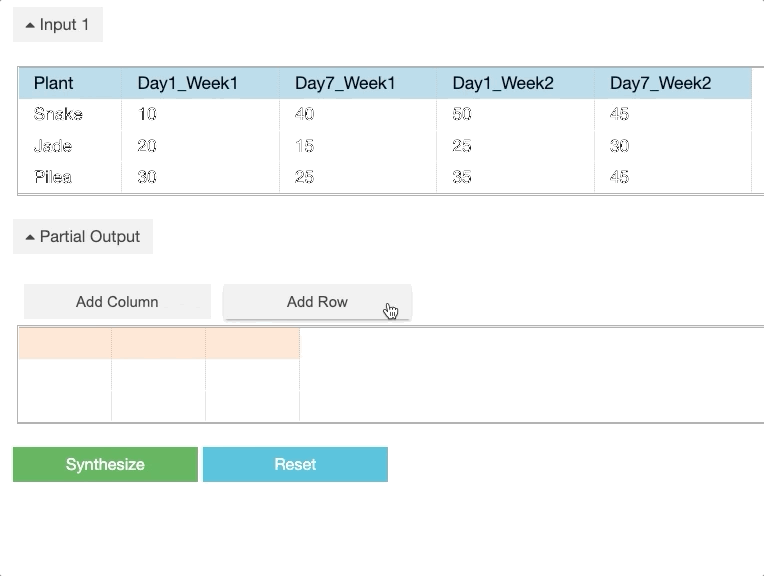 Input 1
Plant Day1_Week1 Day7_Week1 Day1_Week2 Day7_Week2
Snake 10 40 50 45
Jade 20 15 25 30
Pilea 30 25 35 45
Partial Output
Add Column Add Row
Synthesize Reset